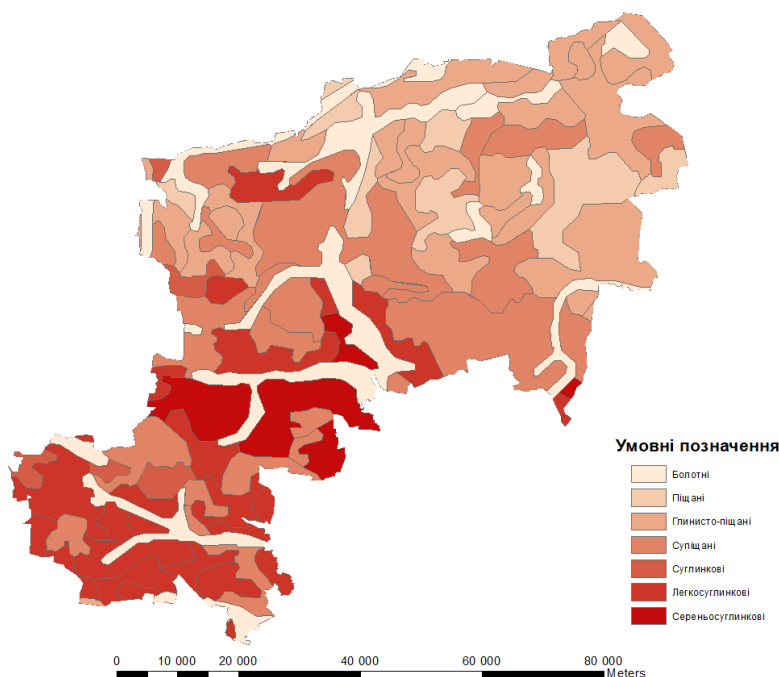 Умовні позначення
Болотні
Піщані
Глинисто-піщані
Супіщані
Суглинкові
Легкосуглинкові
Сереньосуглинкові
0 10 000 20 000 40 000 60 000 80 000
Meters